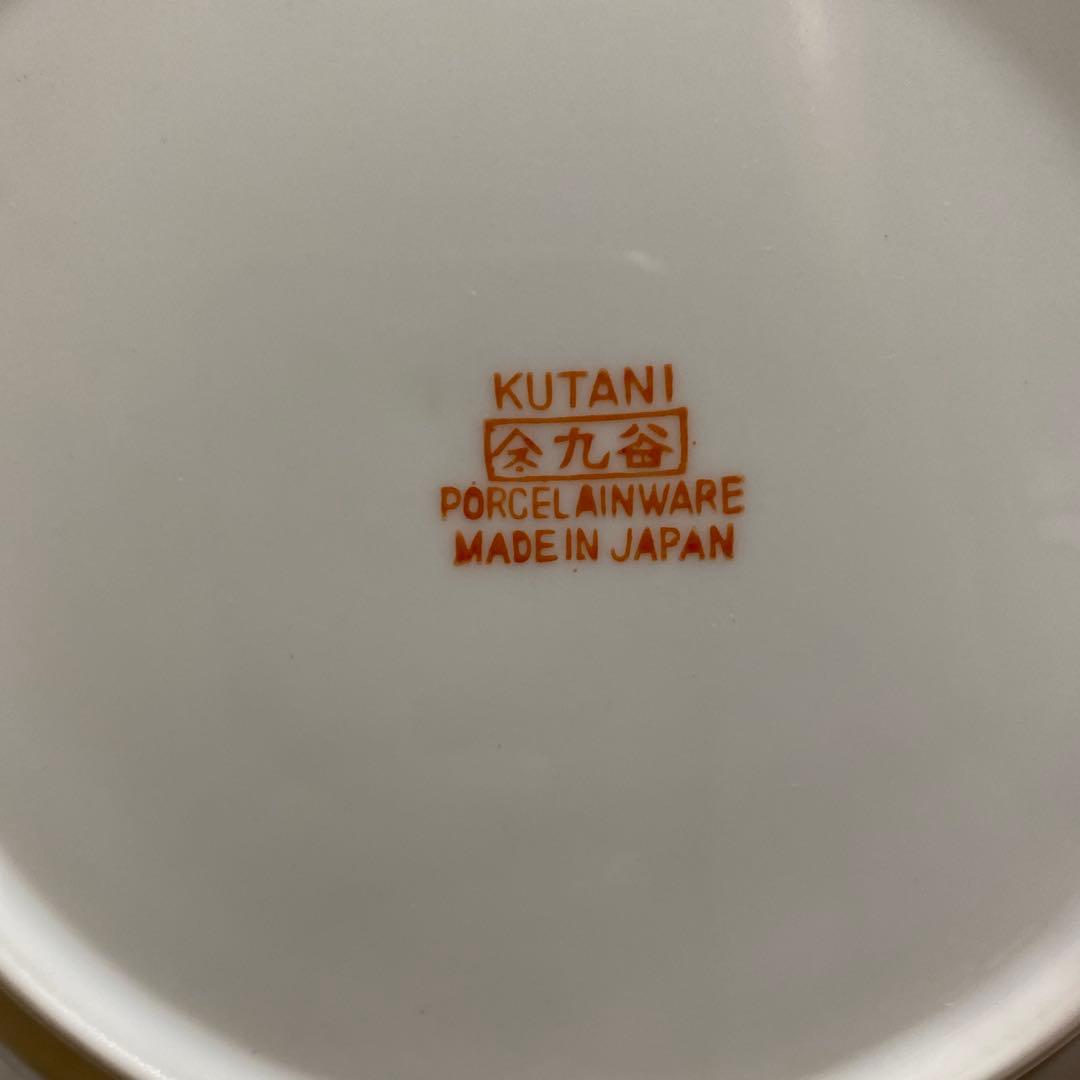 KUTANI
九谷
PORCELAINWARE
MADE IN JAPAN